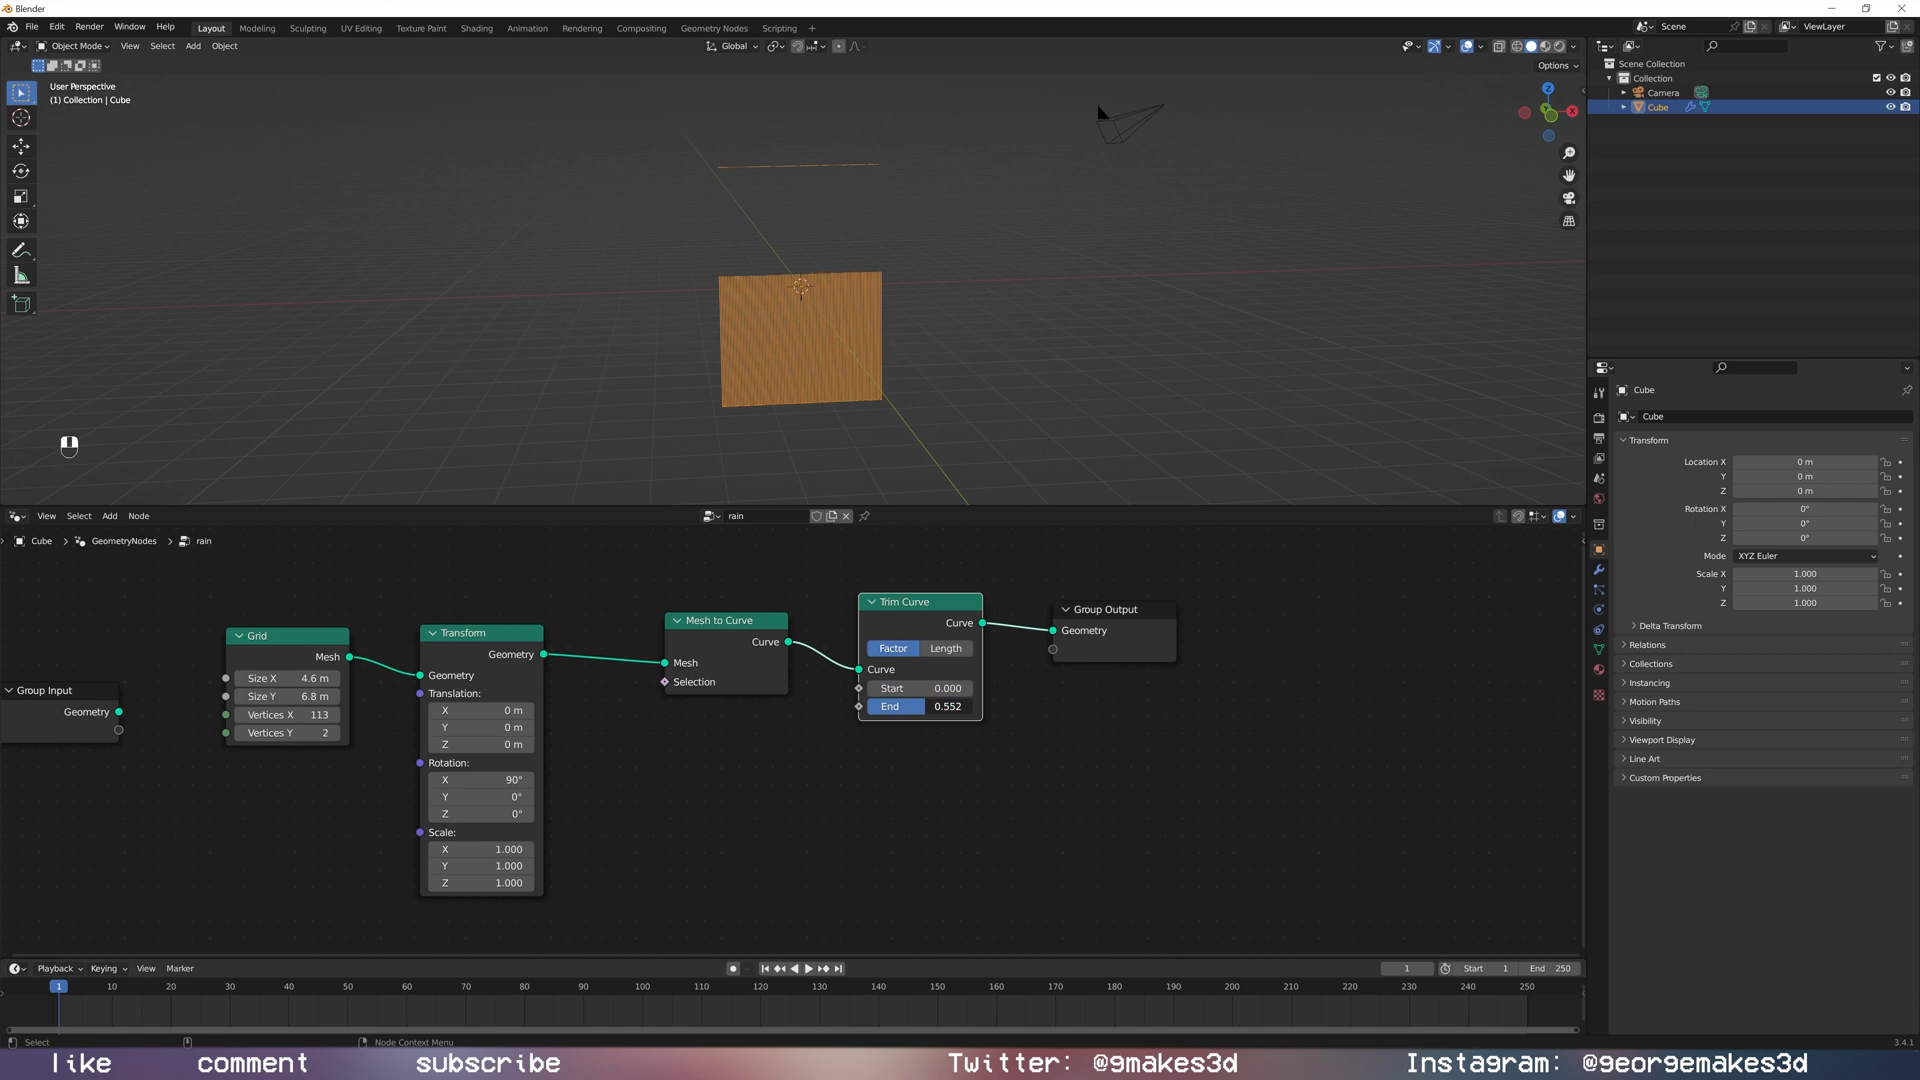 Blender
File Edit Render Window Help Layout Modeling Sculpting UV Editing Texture Paint Shading Animation Rendering Compositing Geometry Nodes Scripting +
Scene ViewLayer
Object Mode View Select Add Object Global
Options
User Perspective
(1) Collection | Cube
Z
Y
X
Scene Collection
Collection
Camera
Cube
Cube
Cube
Transform
Location X 0 m
Y 0 m
Z 0 m
Rotation X 0°
Y 0°
Z 0°
Mode XYZ Euler
Scale X 1.000
Y 1.000
Z 1.000
Delta Transform
Relations
Collections
Instancing
Motion Paths
Visibility
Viewport Display
Line Art
Custom Properties
View Select Add Node rain
Cube > GeometryNodes > rain
Group Input
Geometry
Grid
Mesh
Size X 4.6 m
Size Y 6.8 m
Vertices X 113
Vertices Y 2
Transform
Geometry
Geometry
Translation:
X 0 m
Y 0 m
Z 0 m
Rotation:
X 90°
Y 0°
Z 0°
Scale:
X 1.000
Y 1.000
Z 1.000
Mesh to Curve
Curve
Mesh
Selection
Trim Curve
Curve
Factor Length
Curve
Start 0.000
End 0.552
Group Output
Geometry
Playback Keying View Marker 1 Start 1 End 250
1 10 20 30 40 50 60 70 80 90 100 110 120 130 140 150 160 170 180 190 200 210 220 230 240 250
Select Node Context Menu 3.4.1
like comment subscribe Twitter: @gmakes3d Instagram: @georgemakes3d